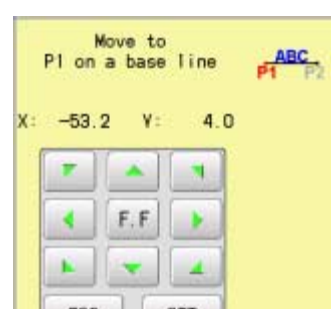 Move to
P1 on a base line
ABC
P1 P2
X: -53.2 Y: 4.0
F.F